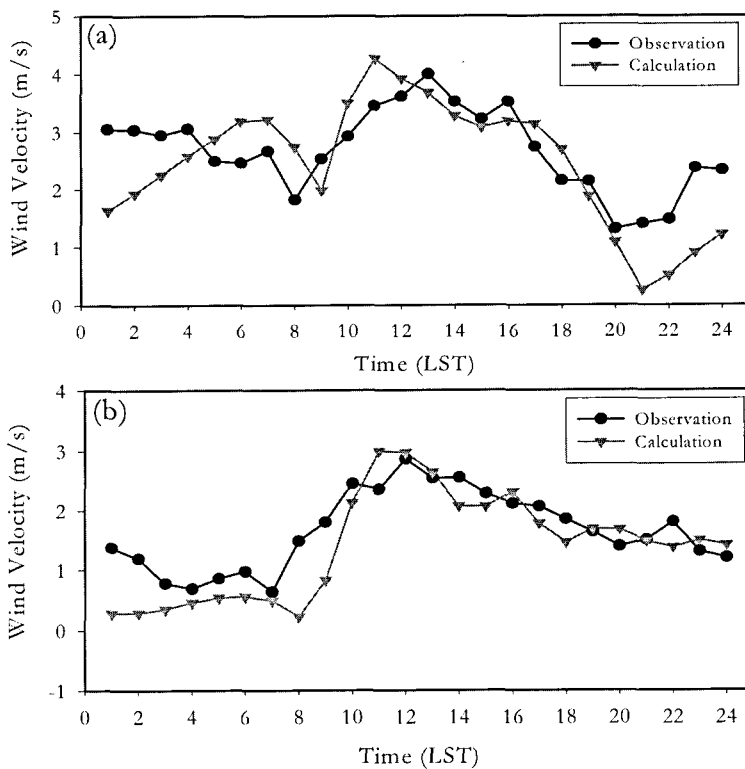 (a)
Observation
Calculation
Wind Velocity (m/s)
5
4
3
2
1
0
0 2 4 6 8 10 12 14 16 18 20 22 24
Time (LST)
(b)
Observation
Calculation
Wind Velocity (m/s)
4
3
2
1
0
-1
0 2 4 6 8 10 12 14 16 18 20 22 24
Time (LST)